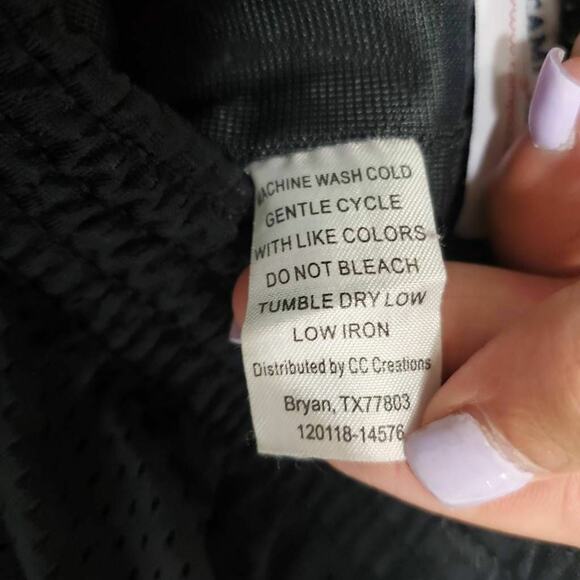 MACHINE WASH COLD
GENTLE CYCLE
WITH LIKE COLORS
DO NOT BLEACH
TUMBLE DRY LOW
LOW IRON
Distributed by CC Creations
Bryan, TX77803
120118-14576